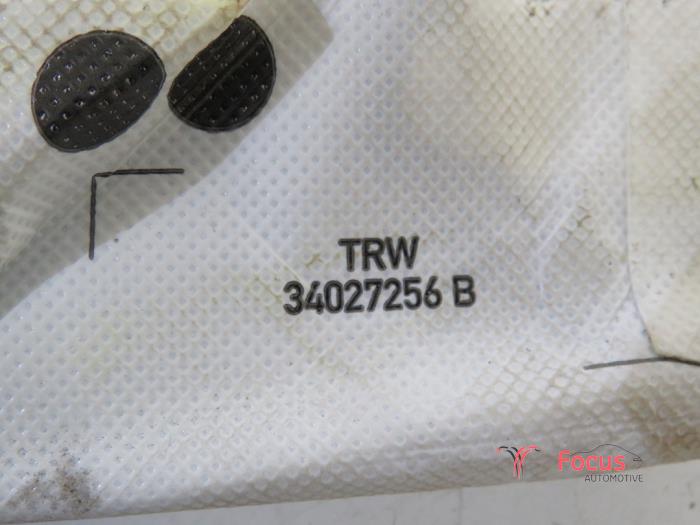 TRW
34027256 B
Focus
AUTOMOTIVE